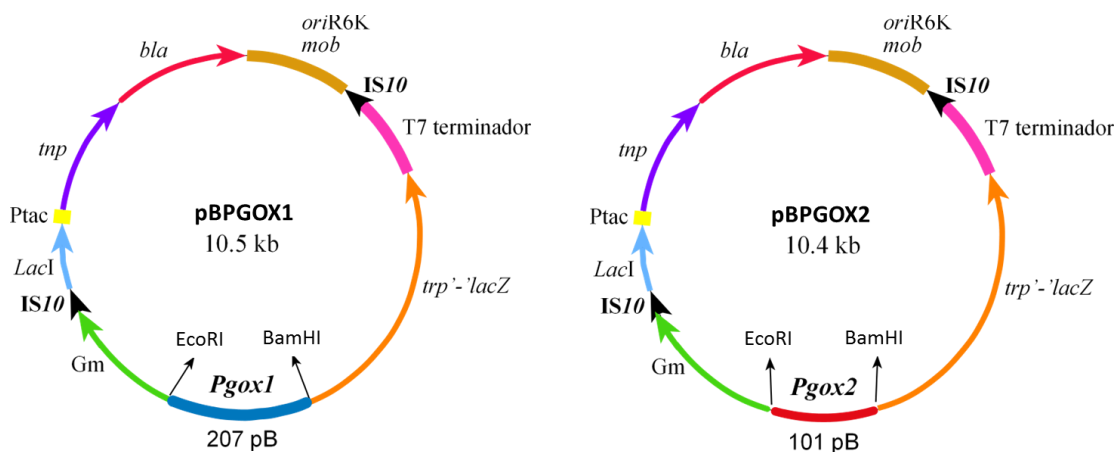 oriR6K
mob
bla
IS10
T7 terminador
tnp
Ptac
pBPGOX1
10.5 kb
LacI
IS10
trp’-’lacZ
Gm
EcoRI
BamHI
Pgox1
207 pB
oriR6K
mob
bla
IS10
T7 terminador
tnp
Ptac
pBPGOX2
10.4 kb
LacI
IS10
trp’-’lacZ
Gm
EcoRI
BamHI
Pgox2
101 pB